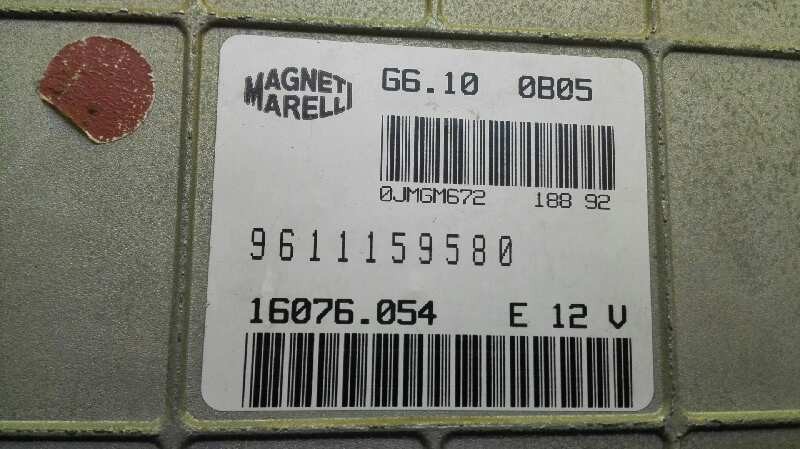 MAGNETI
MARELLI
G6.10 0B05
0JMGM672 188 92
9611159580
16076.054 E 12 V